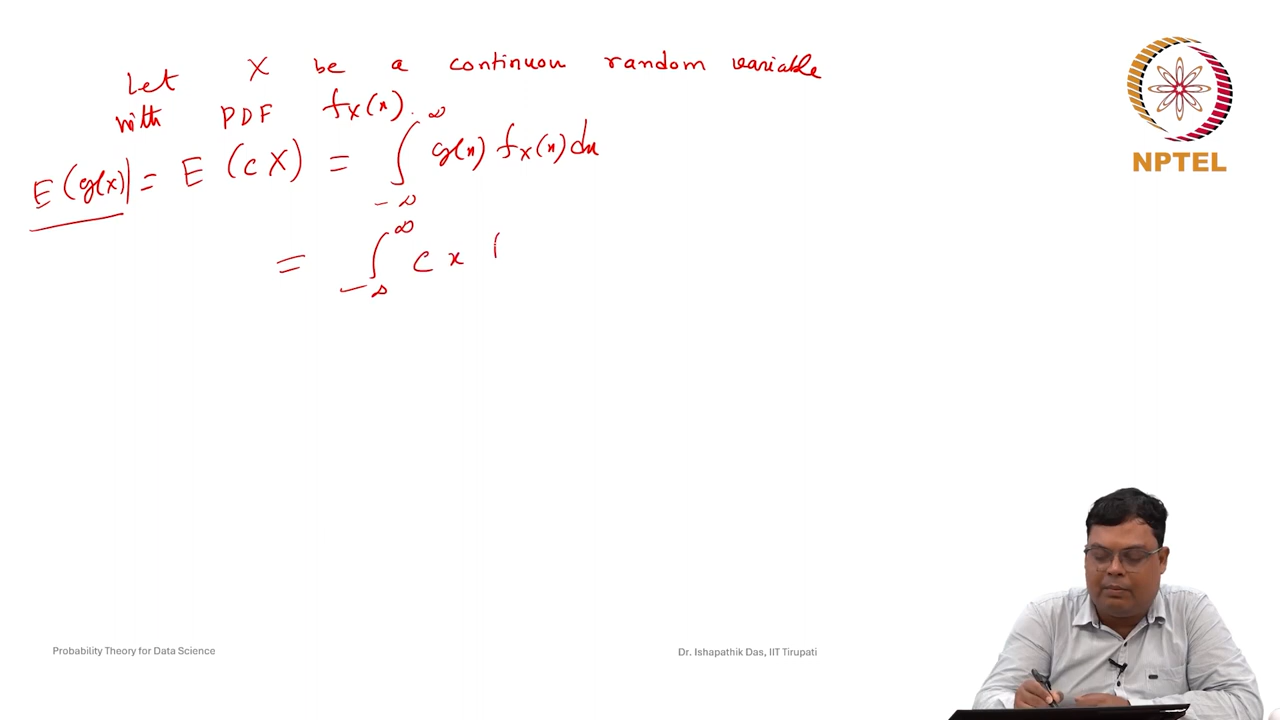 Let X be a continuou random variable
with PDF fx(x).
E(g(x)) = E(cX) = ∫_{-∞}^{∞} g(x) fx(x) dx
= ∫_{-∞}^{∞} c x
NPTEL
Probability Theory for Data Science
Dr. Ishapathik Das, IIT Tirupati